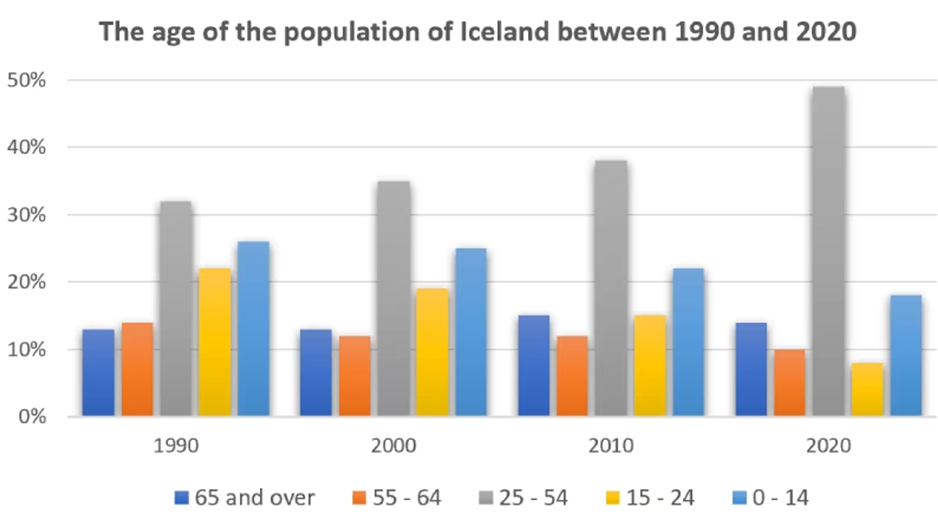 The age of the population of Iceland between 1990 and 2020
50%
40%
30%
20%
10%
0%
1990 2000 2010 2020
65 and over 55 - 64 25 - 54 15 - 24 0 - 14